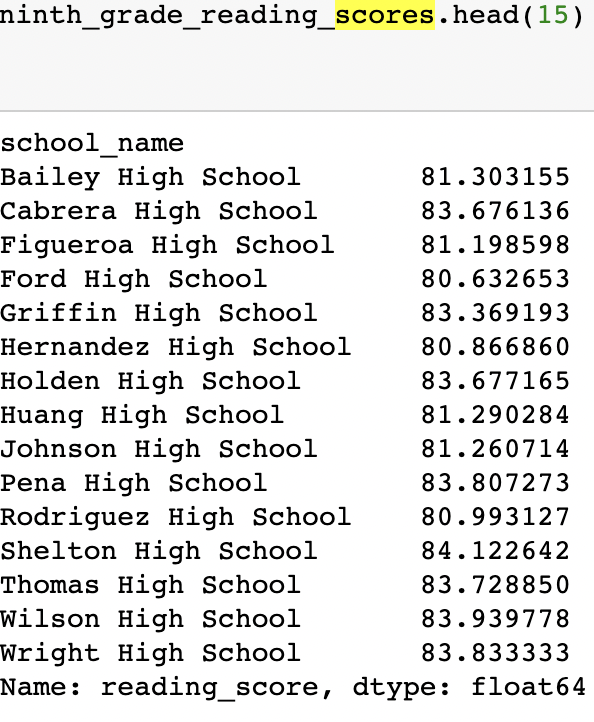 ninth_grade_reading_scores.head(15)
school_name
Bailey High School 81.303155
Cabrera High School 83.676136
Figueroa High School 81.198598
Ford High School 80.632653
Griffin High School 83.369193
Hernandez High School 80.866860
Holden High School 83.677165
Huang High School 81.290284
Johnson High School 81.260714
Pena High School 83.807273
Rodriguez High School 80.993127
Shelton High School 84.122642
Thomas High School 83.728850
Wilson High School 83.939778
Wright High School 83.833333
Name: reading_score, dtype: float64